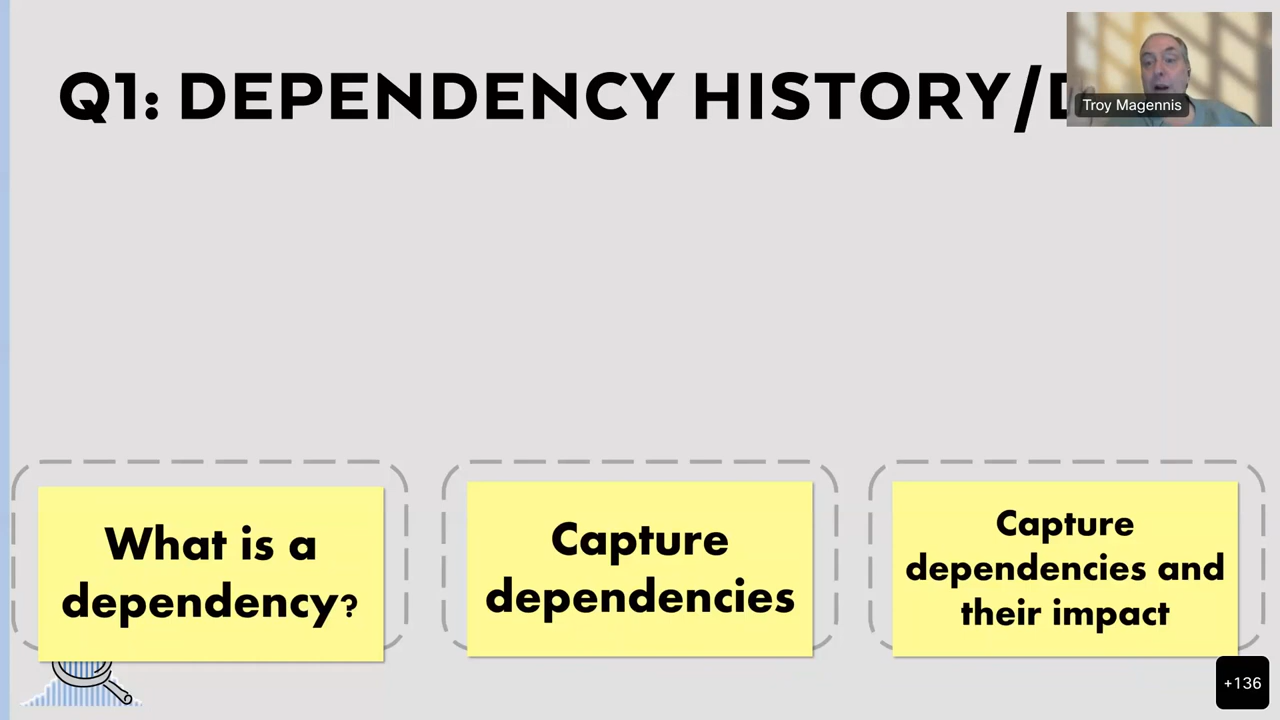 Q1: DEPENDENCY HISTORY/
Troy Magennis
What is a
dependency?
Capture
dependencies
Capture
dependencies and
their impact
+136